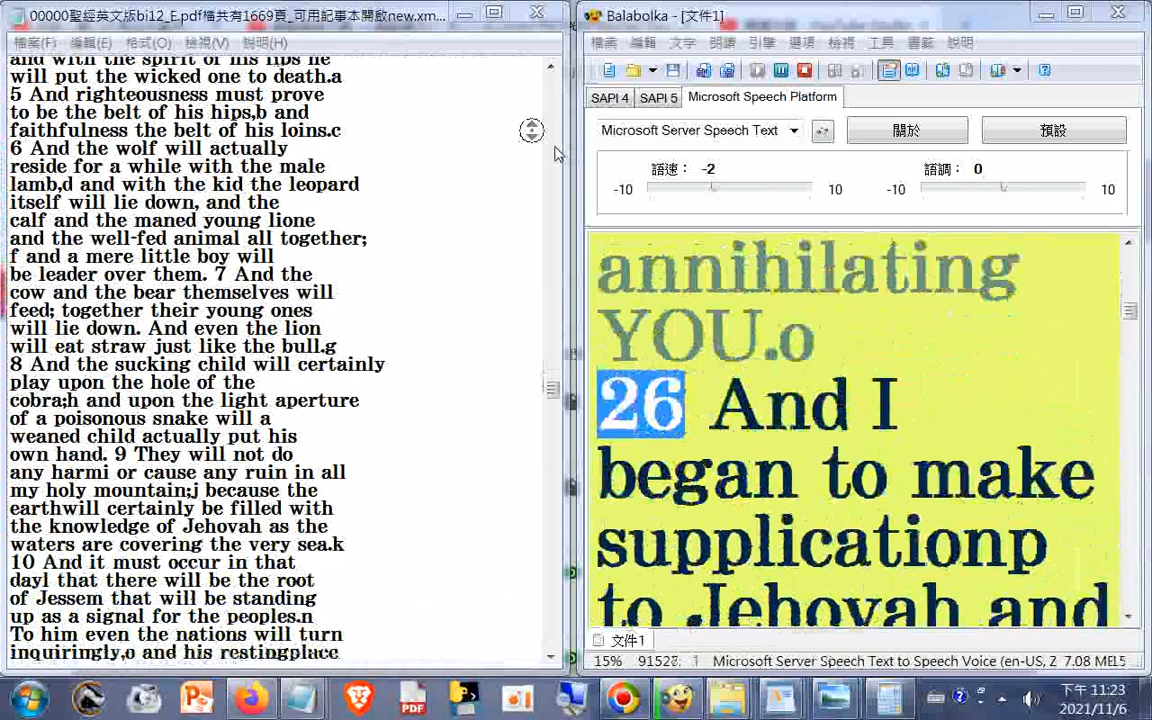 00000聖經英文版bi12_E.pdf檔共有1669頁_可用記事本開啟new.xm...
檔案(F) 編輯(E) 格式(O) 檢視(V) 說明(H)
and with the spirit of his lips he
will put the wicked one to death.a
5 And righteousness must prove
to be the belt of his hips,b and
faithfulness the belt of his loins.c
6 And the wolf will actually
reside for a while with the male
lamb,d and with the kid the leopard
itself will lie down, and the
calf and the maned young lione
and the well-fed animal all together;
f and a mere little boy will
be leader over them. 7 And the
cow and the bear themselves will
feed; together their young ones
will lie down. And even the lion
will eat straw just like the bull.g
8 And the sucking child will certainly
play upon the hole of the
cobra;h and upon the light aperture
of a poisonous snake will a
weaned child actually put his
own hand. 9 They will not do
any harmi or cause any ruin in all
my holy mountain;j because the
earthwill certainly be filled with
the knowledge of Jehovah as the
waters are covering the very sea.k
10 And it must occur in that
dayl that there will be the root
of Jessem that will be standing
up as a signal for the peoples.n
To him even the nations will turn
inquiringly,o and his restingplace
Balabolka - [文件1]
檔案 編輯 文字 朗讀 引擎 選項 檢視 工具 書籤 說明
SAPI 4 SAPI 5 Microsoft Speech Platform
Microsoft Server Speech Text 關於 預設
語速： -2 語調： 0
-10 10 -10 10
annihilating
YOU.o
26 And I
began to make
supplicationp
to Jehovah and
文件1
15% Microsoft Server Speech Text to Speech Voice (en-US, Z 7.08 MB
PDF
下午 11:23
2021/11/6